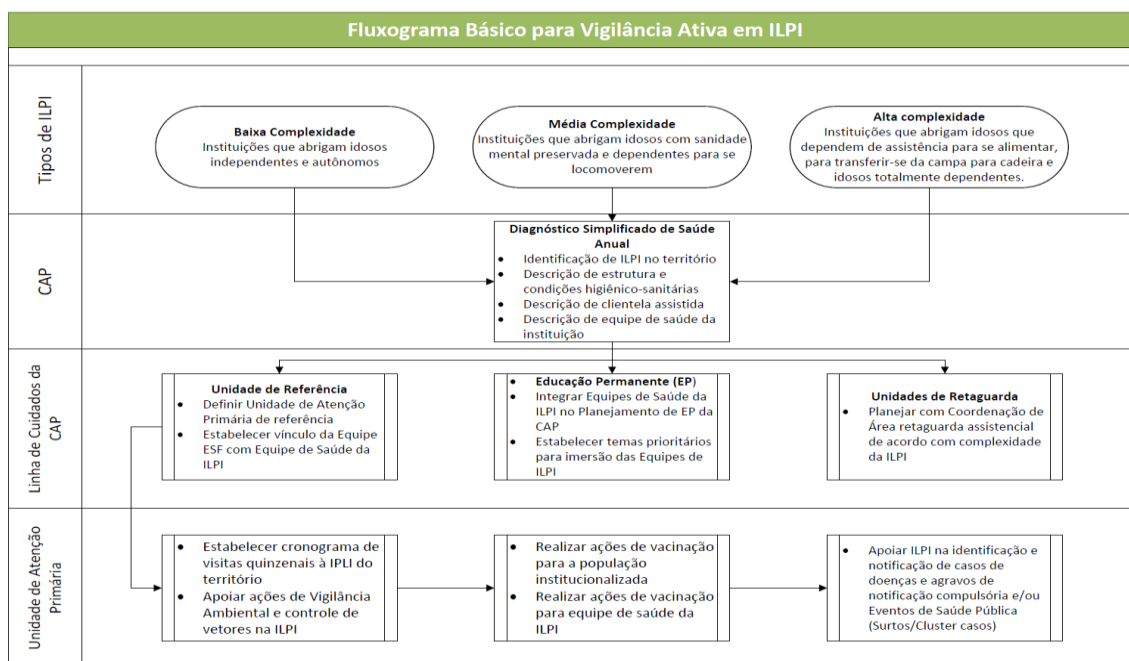 Fluxograma Básico para Vigilância Ativa em ILPI
Tipos de ILPI
Baixa Complexidade
Instituições que abrigam idosos
independentes e autônomos
Média Complexidade
Instituições que abrigam idosos com sanidade
mental preservada e dependentes para se
locomoverem
Alta complexidade
Instituições que abrigam idosos que
dependem de assistência para se alimentar,
para transferir-se da campa para cadeira e
idosos totalmente dependentes.
CAP
Diagnóstico Simplificado de Saúde
Anual
• Identificação de ILPI no território
• Descrição de estrutura e
condições higiênico-sanitárias
• Descrição de clientela assistida
• Descrição de equipe de saúde da
instituição
Linha de Cuidados da
CAP
Unidade de Referência
• Definir Unidade de Atenção
Primária de referência
• Estabelecer vínculo da Equipe
ESF com Equipe de Saúde da
ILPI
• Educação Permanente (EP)
• Integrar Equipes de Saúde da
ILPI no Planejamento de EP da
CAP
• Estabelecer temas prioritários
para imersão das Equipes de
ILPI
Unidades de Retaguarda
• Planejar com Coordenação de
Área retaguarda assistencial
de acordo com complexidade
da ILPI
Unidade de Atenção
Primária
• Estabelecer cronograma de
visitas quinzenais à IPLI do
território
• Apoiar ações de Vigilância
Ambiental e controle de
vetores na ILPI
• Realizar ações de vacinação
para a população
institucionalizada
• Realizar ações de vacinação
para equipe de saúde da
ILPI
• Apoiar ILPI na identificação e
notificação de casos de
doenças e agravos de
notificação compulsória e/ou
Eventos de Saúde Pública
(Surtos/Cluster casos)